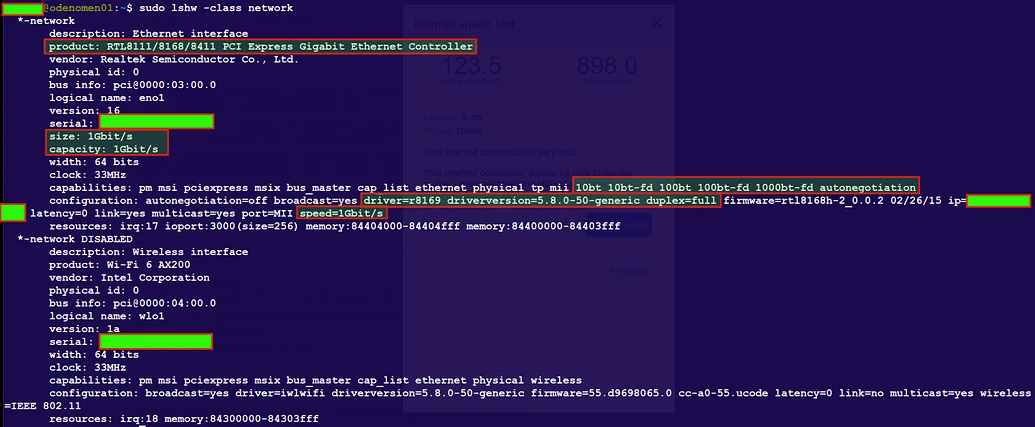 @odenomen01:~$ sudo lshw -class network
*-network
description: Ethernet interface
product: RTL8111/8168/8411 PCI Express Gigabit Ethernet Controller
vendor: Realtek Semiconductor Co., Ltd.
physical id: 0
bus info: pci@0000:03:00.0
logical name: eno1
version: 16
serial:
size: 1Gbit/s
capacity: 1Gbit/s
width: 64 bits
clock: 33MHz
capabilities: pm msi pciexpress msix bus_master cap_list ethernet physical tp mii 10bt 10bt-fd 100bt 100bt-fd 1000bt-fd autonegotiation
configuration: autonegotiation=off broadcast=yes driver=r8169 driverversion=5.8.0-50-generic duplex=full firmware=rtl8168h-2_0.0.2 02/26/15 ip=
latency=0 link=yes multicast=yes port=MII speed=1Gbit/s
resources: irq:17 ioport:3000(size=256) memory:84404000-84404fff memory:84400000-84403fff
*-network DISABLED
description: Wireless interface
product: Wi-Fi 6 AX200
vendor: Intel Corporation
physical id: 0
bus info: pci@0000:04:00.0
logical name: wlo1
version: 1a
serial:
width: 64 bits
clock: 33MHz
capabilities: pm msi pciexpress msix bus_master cap_list ethernet physical wireless
configuration: broadcast=yes driver=iwlwifi driverversion=5.8.0-50-generic firmware=55.d9698065.0 cc-a0-55.ucode latency=0 link=no multicast=yes wireless
=IEEE 802.11
resources: irq:18 memory:84300000-84303fff
Internet speed test
123.5 898.0
Your Internet connection is very fast.
Your Internet connection should be able to handle